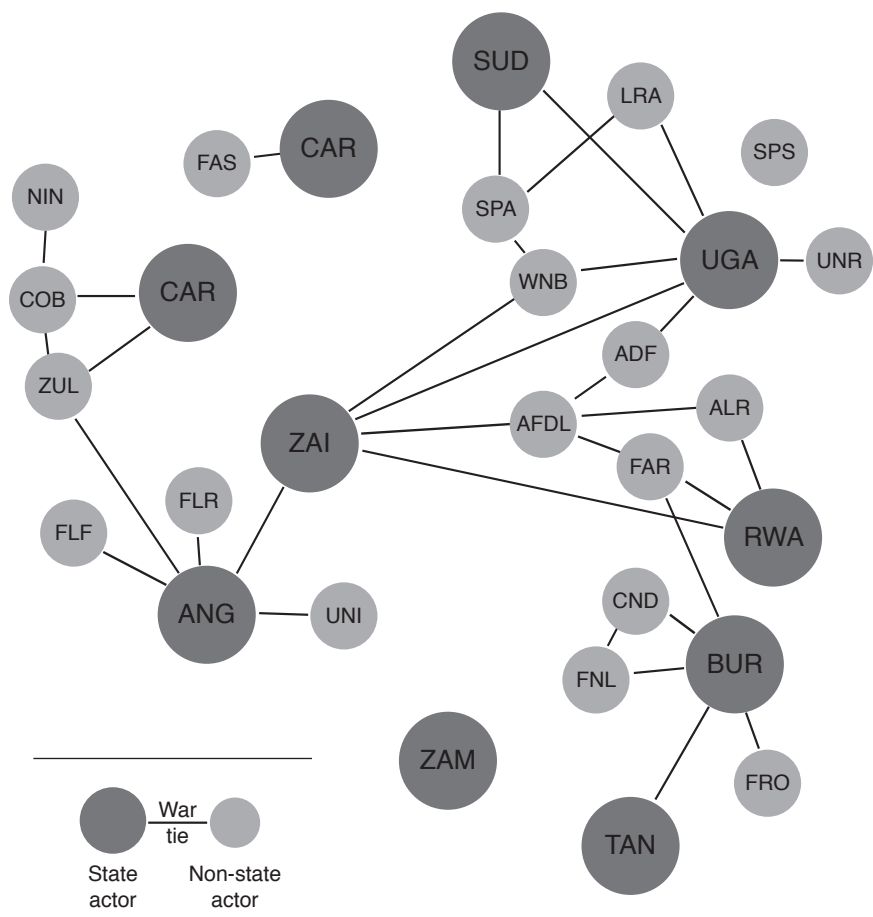 SUD
LRA
CAR
FAS
SPS
NIN
SPA
UGA
UNR
WNB
COB
CAR
ADF
ZUL
ALR
AFDL
ZAI
FAR
FLR
FLF
RWA
CND
ANG
UNI
BUR
FNL
ZAM
FRO
TAN
War
tie
State
actor
Non-state
actor